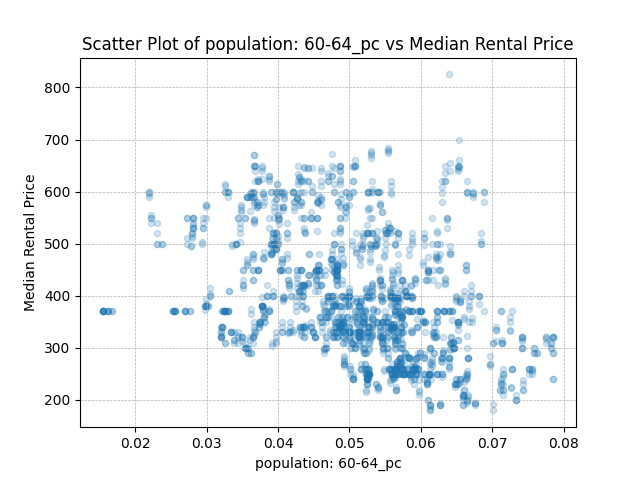 Scatter Plot of population: 60-64_pc vs Median Rental Price
Median Rental Price
800
700
600
500
400
300
200
0.02 0.03 0.04 0.05 0.06 0.07 0.08
population: 60-64_pc